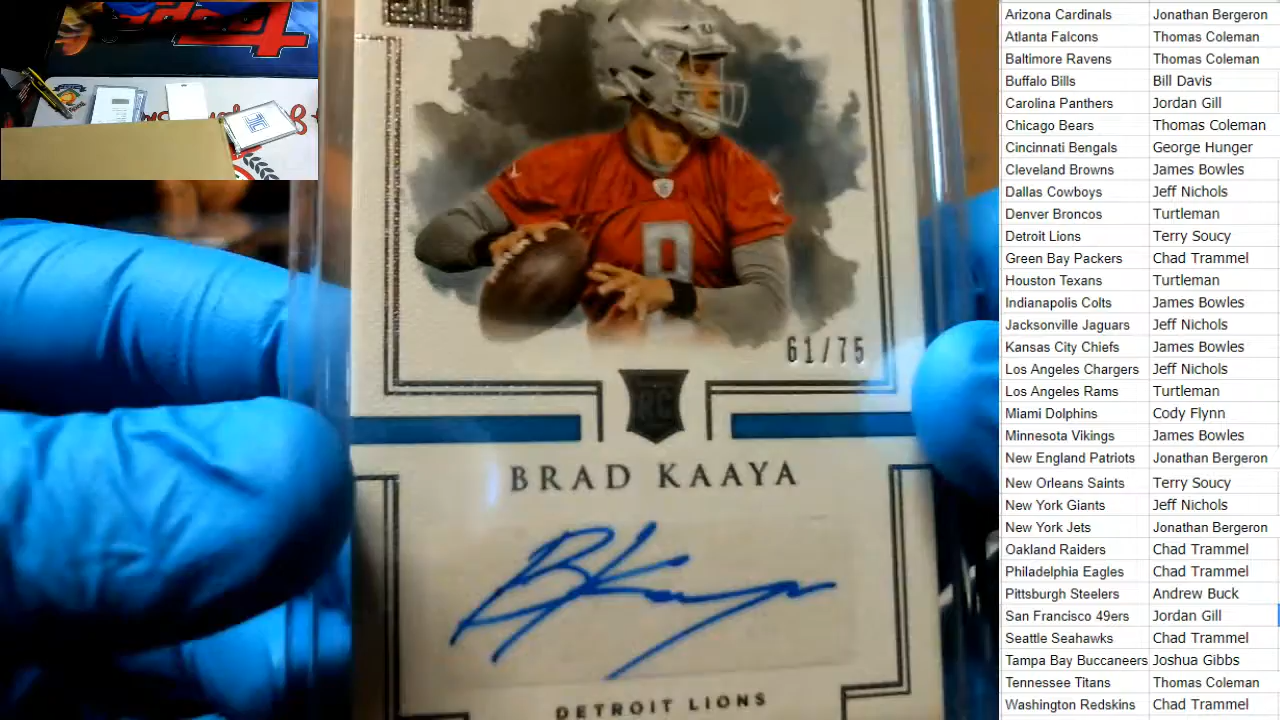 61/75
RC
BRAD KAAYA
DETROIT LIONS
Arizona Cardinals Jonathan Bergeron
Atlanta Falcons Thomas Coleman
Baltimore Ravens Thomas Coleman
Buffalo Bills Bill Davis
Carolina Panthers Jordan Gill
Chicago Bears Thomas Coleman
Cincinnati Bengals George Hunger
Cleveland Browns James Bowles
Dallas Cowboys Jeff Nichols
Denver Broncos Turtleman
Detroit Lions Terry Soucy
Green Bay Packers Chad Trammel
Houston Texans Turtleman
Indianapolis Colts James Bowles
Jacksonville Jaguars Jeff Nichols
Kansas City Chiefs James Bowles
Los Angeles Chargers Jeff Nichols
Los Angeles Rams Turtleman
Miami Dolphins Cody Flynn
Minnesota Vikings James Bowles
New England Patriots Jonathan Bergeron
New Orleans Saints Terry Soucy
New York Giants Jeff Nichols
New York Jets Jonathan Bergeron
Oakland Raiders Chad Trammel
Philadelphia Eagles Chad Trammel
Pittsburgh Steelers Andrew Buck
San Francisco 49ers Jordan Gill
Seattle Seahawks Chad Trammel
Tampa Bay Buccaneers Joshua Gibbs
Tennessee Titans Thomas Coleman
Washington Redskins Chad Trammel